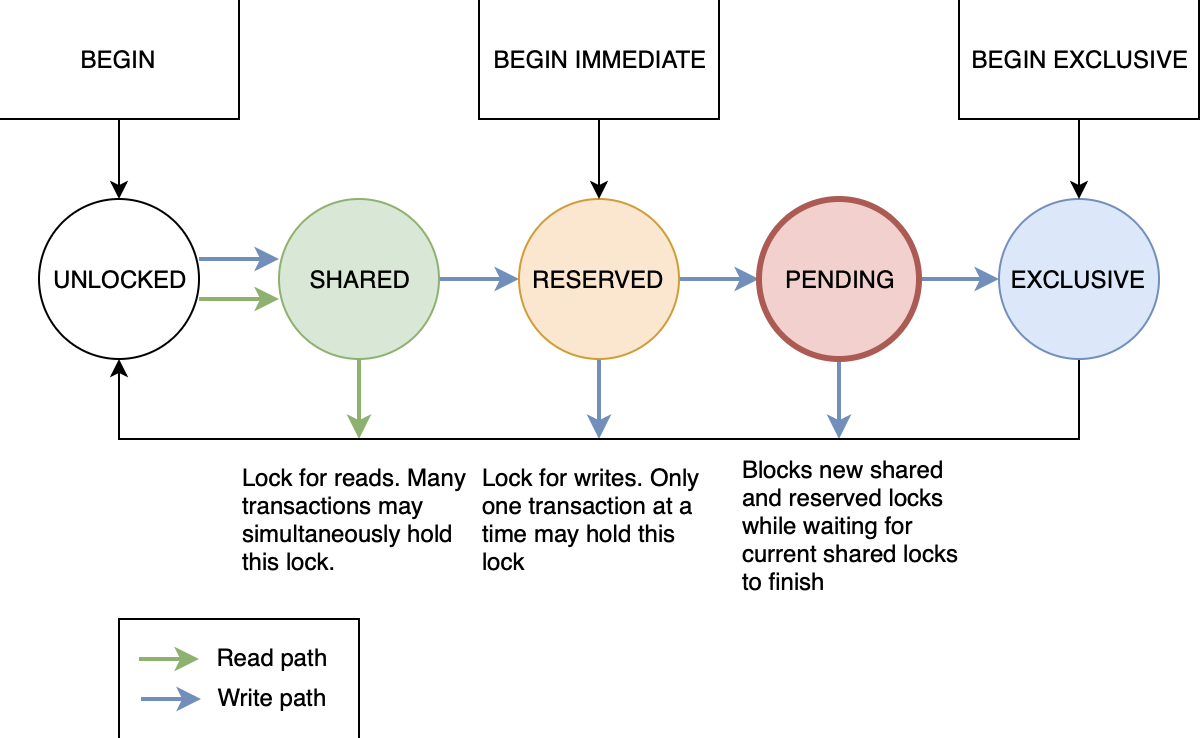 BEGIN
BEGIN IMMEDIATE
BEGIN EXCLUSIVE
UNLOCKED
SHARED
RESERVED
PENDING
EXCLUSIVE
Lock for reads. Many
transactions may
simultaneously hold
this lock.
Lock for writes. Only
one transaction at a
time may hold this
lock
Blocks new shared
and reserved locks
while waiting for
current shared locks
to finish
Read path
Write path